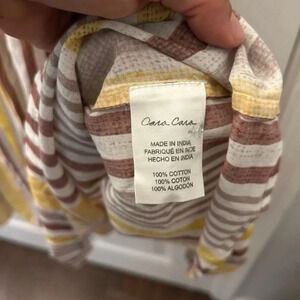 Cara Cara
MADE IN INDIA
FABRIQUÉ EN INDE
HECHO EN INDIA
100% COTTON
100% COTON
100% ALGODÓN